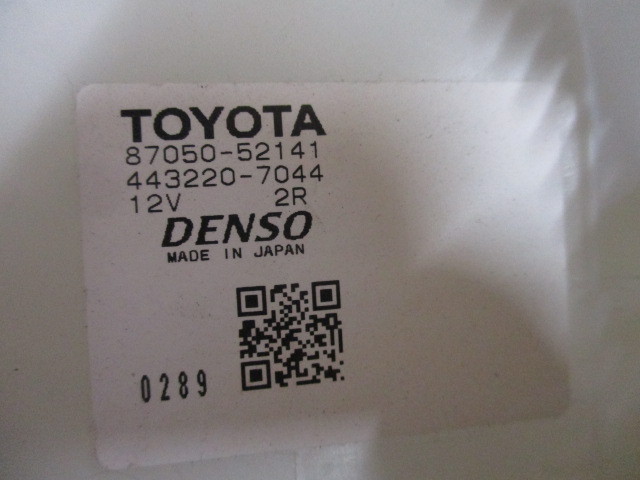 TOYOTA
87050-52141
443220-7044
12V 2R
DENSO
MADE IN JAPAN
0289